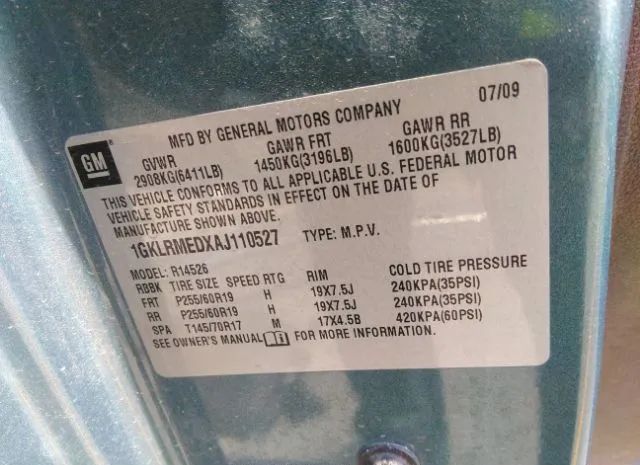 07/09
MFD BY GENERAL MOTORS COMPANY
GM
GVWR GAWR FRT GAWR RR
2908KG(6411LB) 1450KG(3196LB) 1600KG(3527LB)
THIS VEHICLE CONFORMS TO ALL APPLICABLE U.S. FEDERAL MOTOR
VEHICLE SAFETY STANDARDS IN EFFECT ON THE DATE OF
MANUFACTURE SHOWN ABOVE.
1GKLRMEDXAJ110527 TYPE: M.P.V.
MODEL: R14526
RBBK TIRE SIZE SPEED RTG RIM COLD TIRE PRESSURE
FRT P255/60R19 H 19X7.5J 240KPA(35PSI)
RR P255/60R19 H 19X7.5J 240KPA(35PSI)
SPA T145/70R17 M 17X4.5B 420KPA(60PSI)
SEE OWNER'S MANUAL FOR MORE INFORMATION.